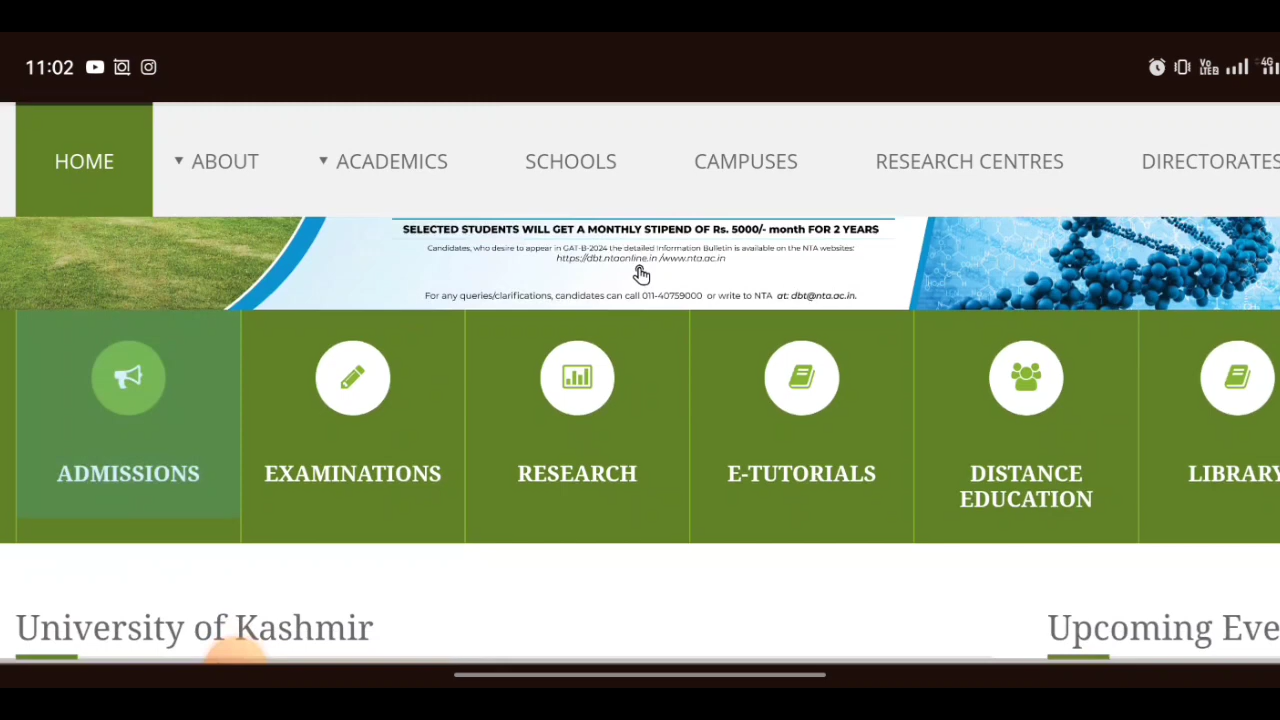 11:02
Vo
LTE2
4G
HOME
ABOUT
ACADEMICS
SCHOOLS
CAMPUSES
RESEARCH CENTRES
DIRECTORATES
SELECTED STUDENTS WILL GET A MONTHLY STIPEND OF Rs. 5000/- month FOR 2 YEARS
Candidates, who desire to appear in GAT-B-2024 the detailed Information Bulletin is available on the NTA websites:
https://dbt.ntaonline.in /www.nta.ac.in
For any queries/clarifications, candidates can call 011-40759000 or write to NTA at: dbt@nta.ac.in.
ADMISSIONS
EXAMINATIONS
RESEARCH
E-TUTORIALS
DISTANCE
EDUCATION
LIBRARY
University of Kashmir
Upcoming Eve